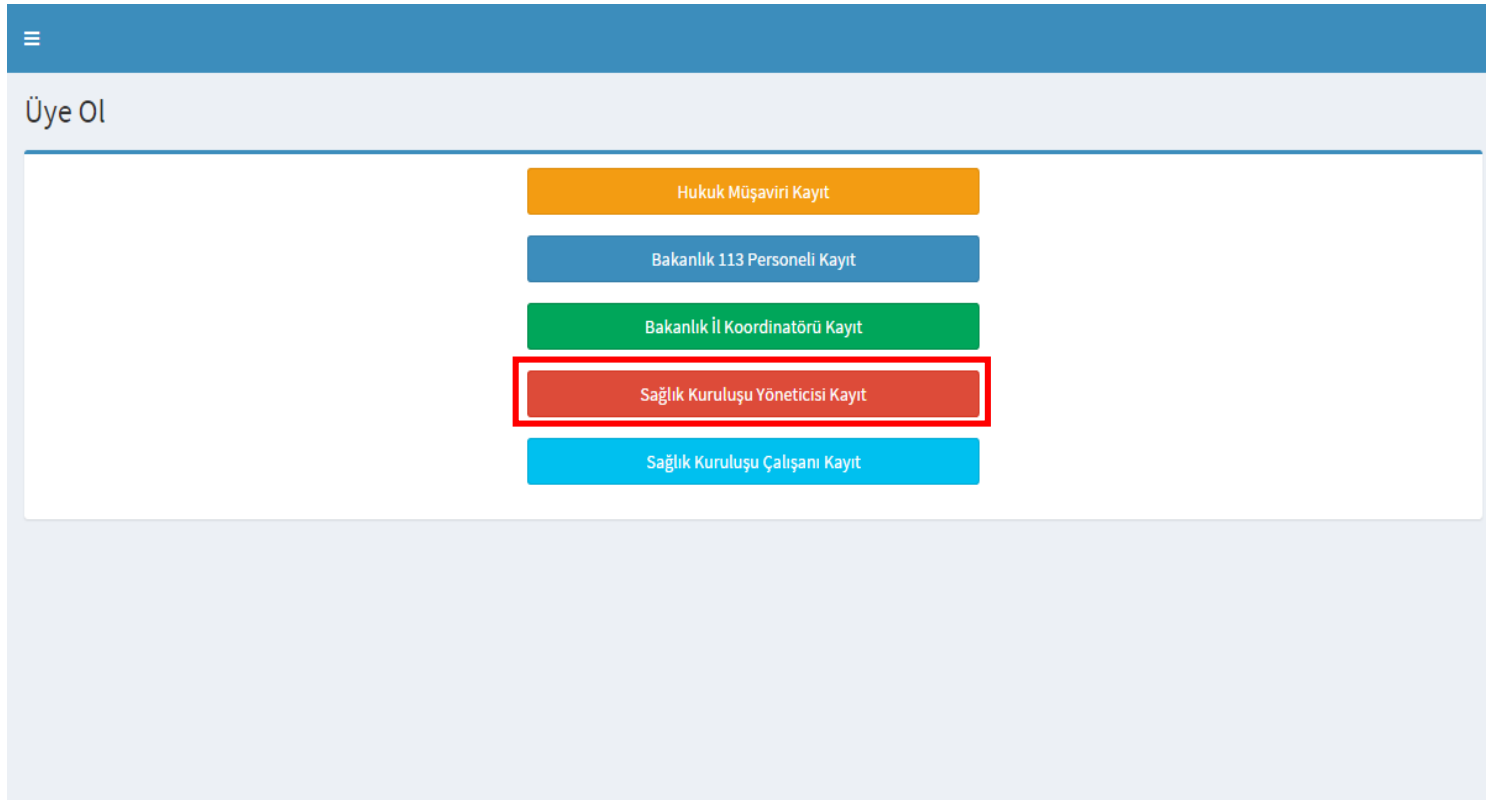 Üye Ol
Hukuk Müşaviri Kayıt
Bakanlık 113 Personeli Kayıt
Bakanlık İl Koordinatörü Kayıt
Sağlık Kuruluşu Yöneticisi Kayıt
Sağlık Kuruluşu Çalışanı Kayıt